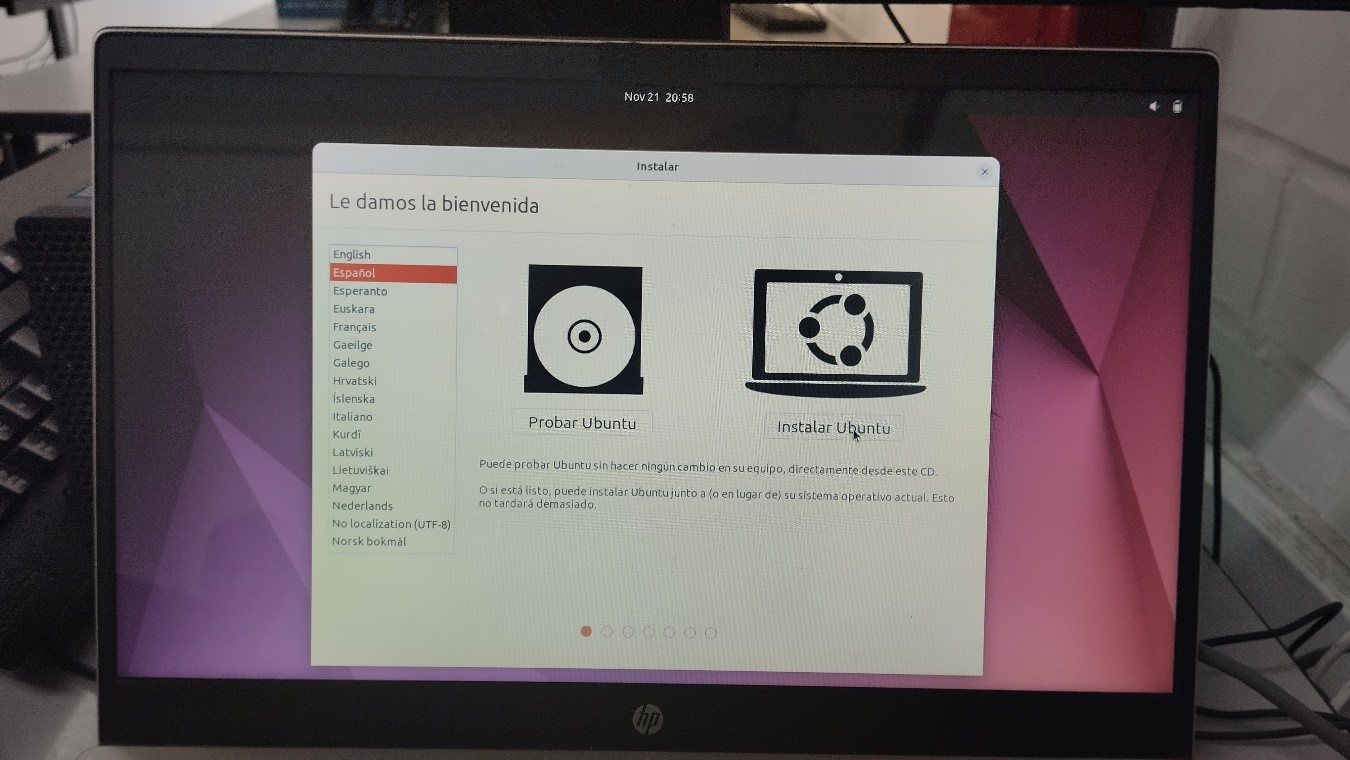 Nov 21 20:58
Instalar
Le damos la bienvenida
English
Español
Esperanto
Euskara
Français
Gaeilge
Galego
Hrvatski
Íslenska
Italiano
Kurdî
Latviski
Lietuviškai
Magyar
Nederlands
No localization (UTF-8)
Norsk bokmål
Probar Ubuntu
Instalar Ubuntu
Puede probar Ubuntu sin hacer ningún cambio en su equipo, directamente desde este CD.
O si está listo, puede instalar Ubuntu junto a (o en lugar de) su sistema operativo actual. Esto
no tardará demasiado.
hp